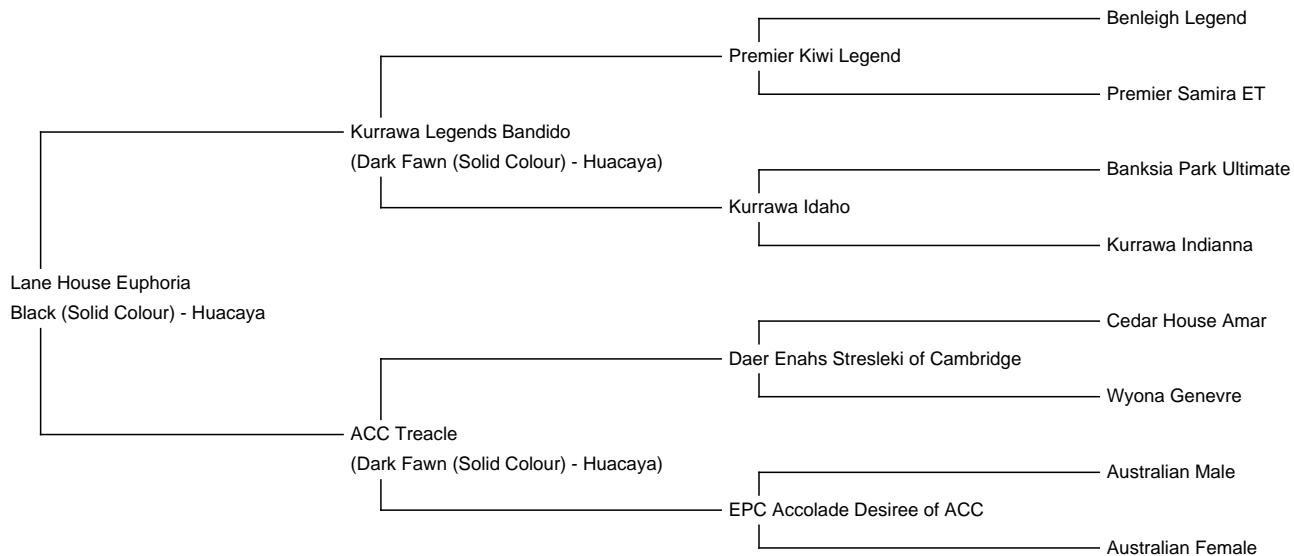 Benleigh Legend
Premier Kiwi Legend
Premier Samira ET
Kurrawa Legends Bandido
(Dark Fawn (Solid Colour) - Huacaya)
Banksia Park Ultimate
Kurrawa Idaho
Kurrawa Indianna
Lane House Euphoria
Black (Solid Colour) - Huacaya
Cedar House Amar
Daer Enahs Stresleki of Cambridge
Wyona Genevre
ACC Treacle
(Dark Fawn (Solid Colour) - Huacaya)
Australian Male
EPC Accolade Desiree of ACC
Australian Female